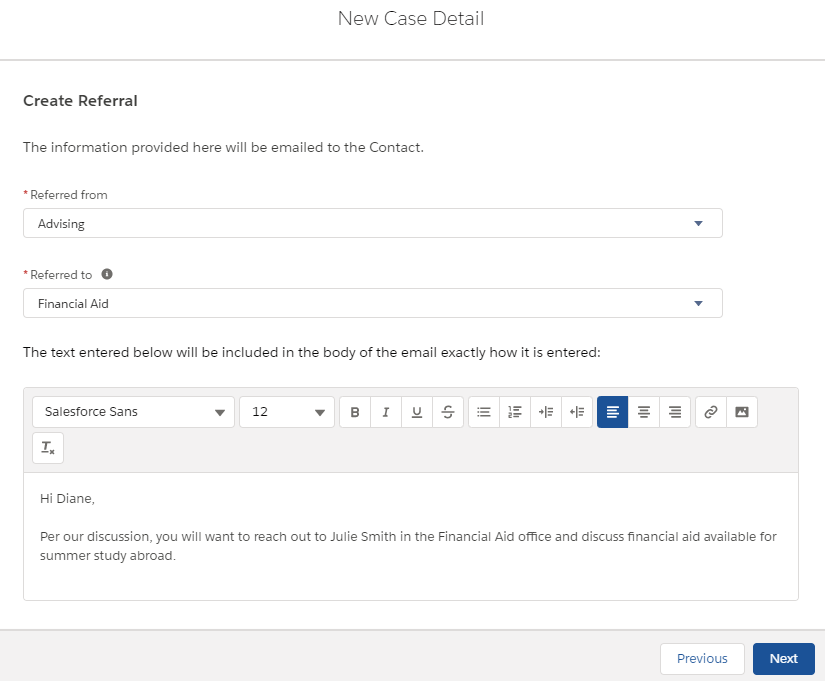 New Case Detail
Create Referral
The information provided here will be emailed to the Contact.
* Referred from
Advising
* Referred to
Financial Aid
The text entered below will be included in the body of the email exactly how it is entered:
Salesforce Sans 12 B I U S
Hi Diane,
Per our discussion, you will want to reach out to Julie Smith in the Financial Aid office and discuss financial aid available for
summer study abroad.
Previous Next